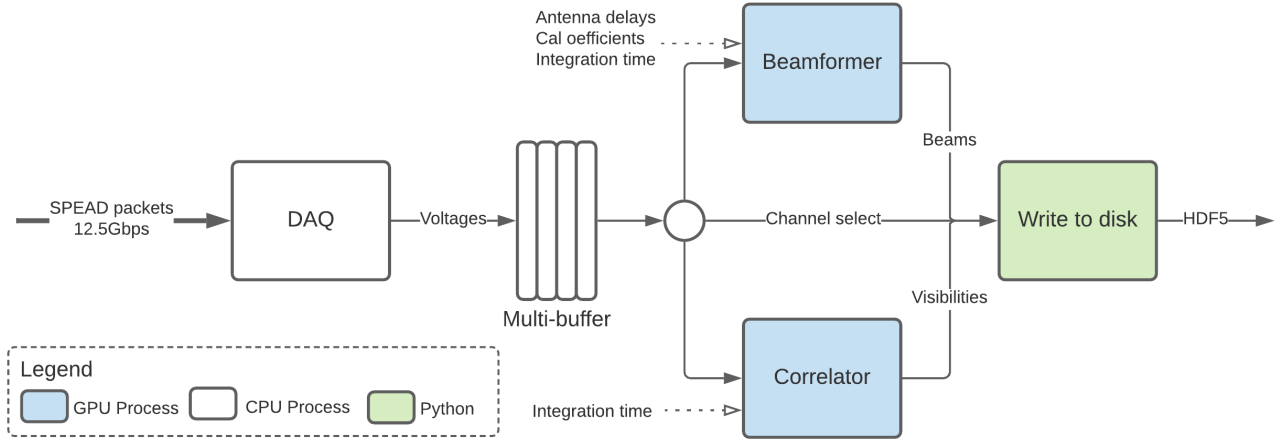 Antenna delays
Cal oefficients
Integration time
Beamformer
Beams
SPEAD packets
12.5Gbps
DAQ
Voltages
Multi-buffer
Channel select
Write to disk
HDF5
Visibilities
Correlator
Integration time
Legend
GPU Process
CPU Process
Python